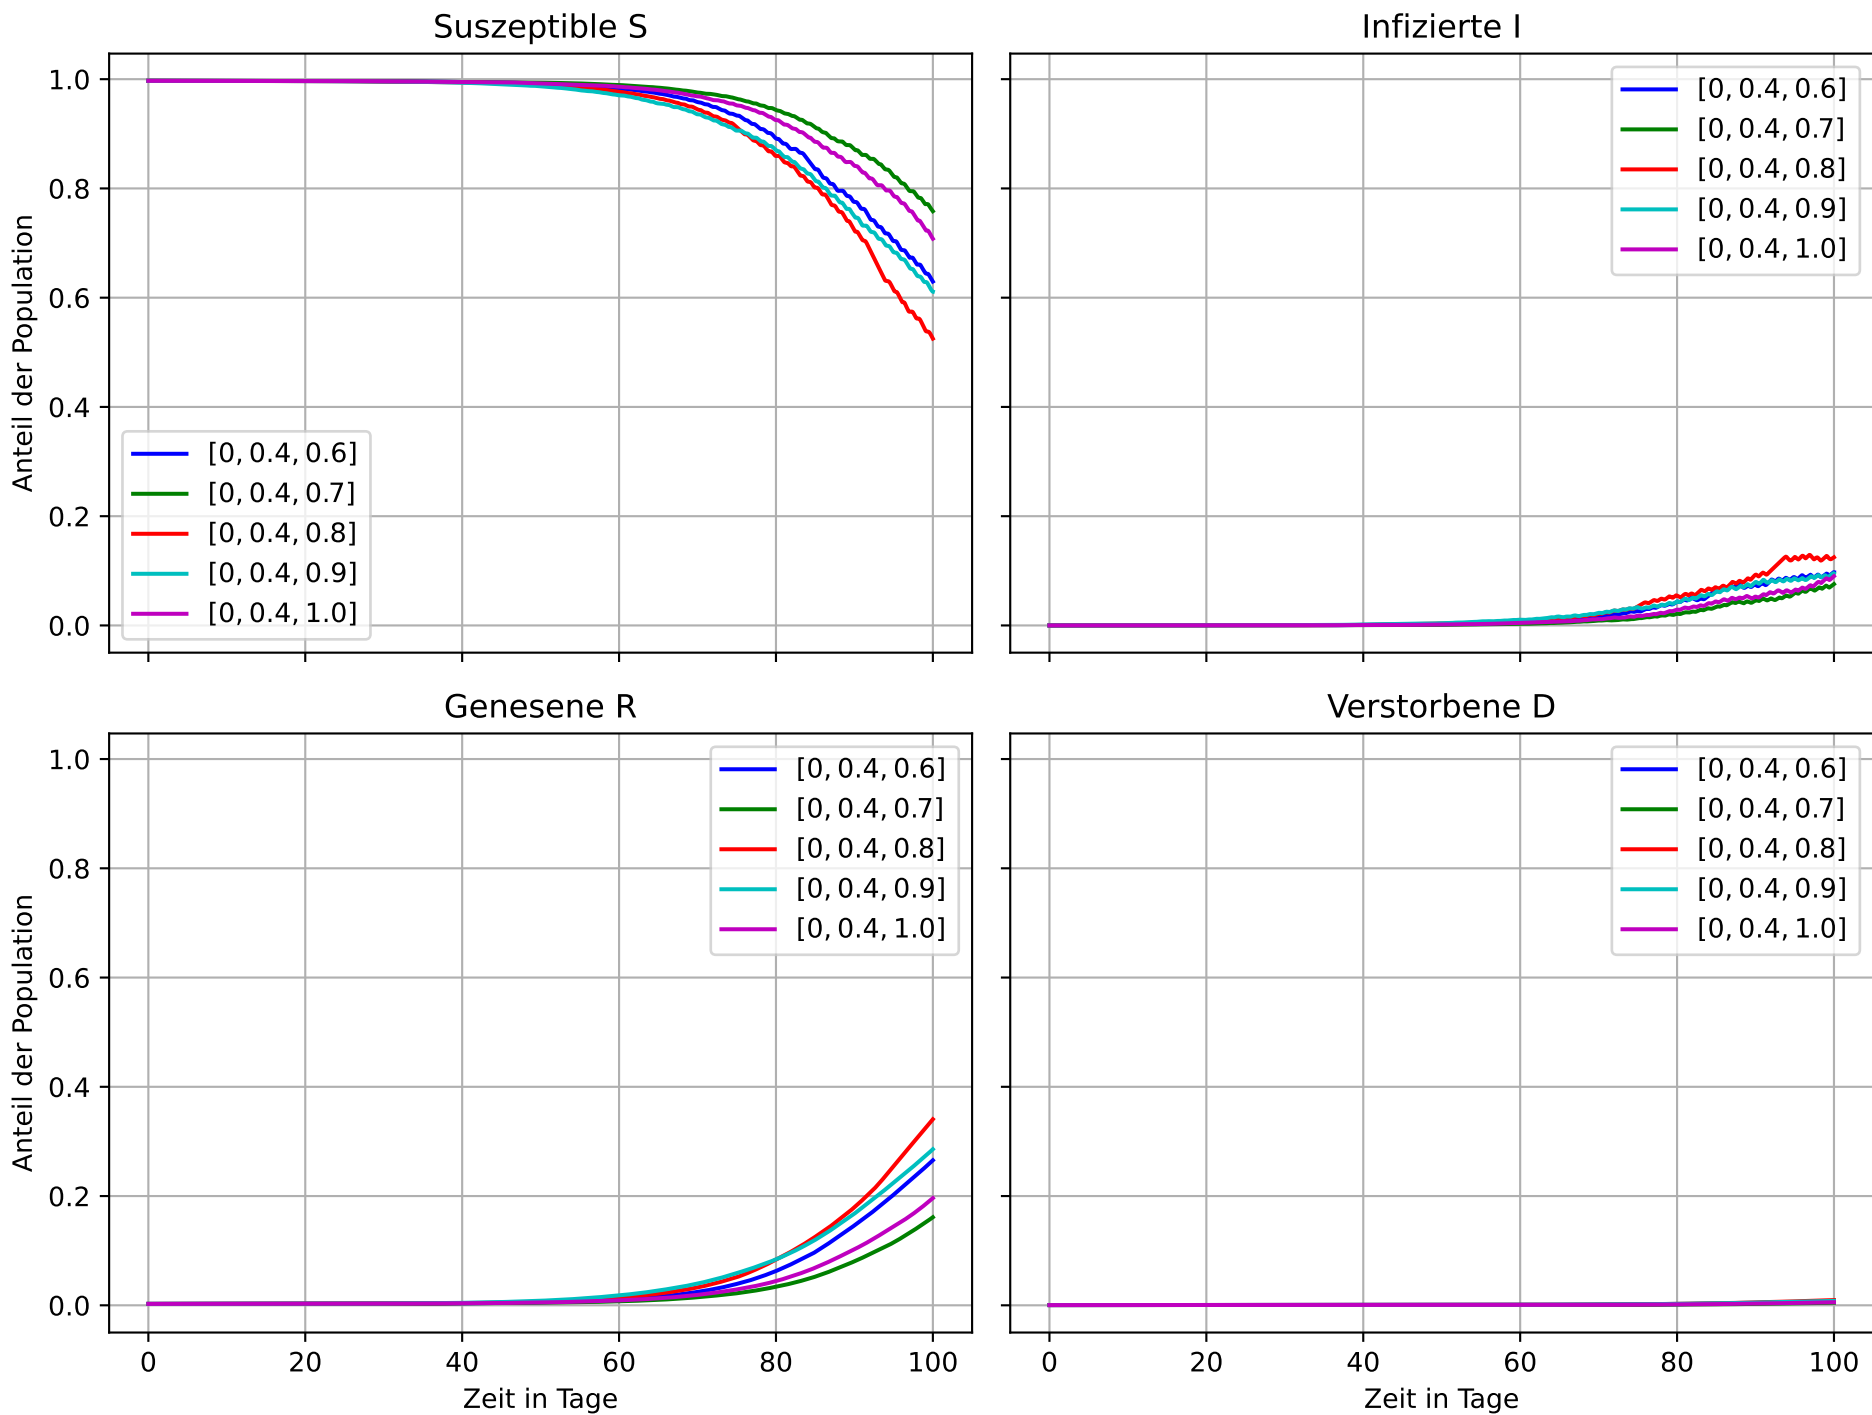 Suszeptible S
Infizierte I
Anteil der Population
1.0
0.8
0.6
0.4
0.2
0.0
[0, 0.4, 0.6]
[0, 0.4, 0.7]
[0, 0.4, 0.8]
[0, 0.4, 0.9]
[0, 0.4, 1.0]
[0, 0.4, 0.6]
[0, 0.4, 0.7]
[0, 0.4, 0.8]
[0, 0.4, 0.9]
[0, 0.4, 1.0]
Genesene R
Verstorbene D
Anteil der Population
1.0
0.8
0.6
0.4
0.2
0.0
[0, 0.4, 0.6]
[0, 0.4, 0.7]
[0, 0.4, 0.8]
[0, 0.4, 0.9]
[0, 0.4, 1.0]
[0, 0.4, 0.6]
[0, 0.4, 0.7]
[0, 0.4, 0.8]
[0, 0.4, 0.9]
[0, 0.4, 1.0]
0 20 40 60 80 100
0 20 40 60 80 100
Zeit in Tage
Zeit in Tage